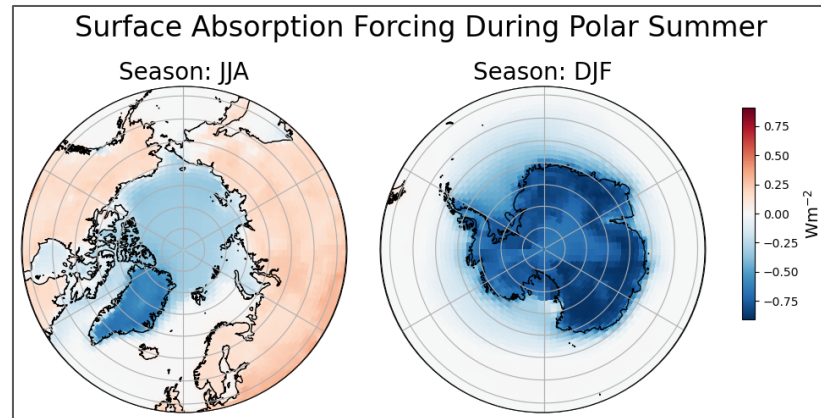 Surface Absorption Forcing During Polar Summer
Season: JJA
Season: DJF
0.75
0.50
0.25
0.00
−0.25
−0.50
−0.75
Wm−2